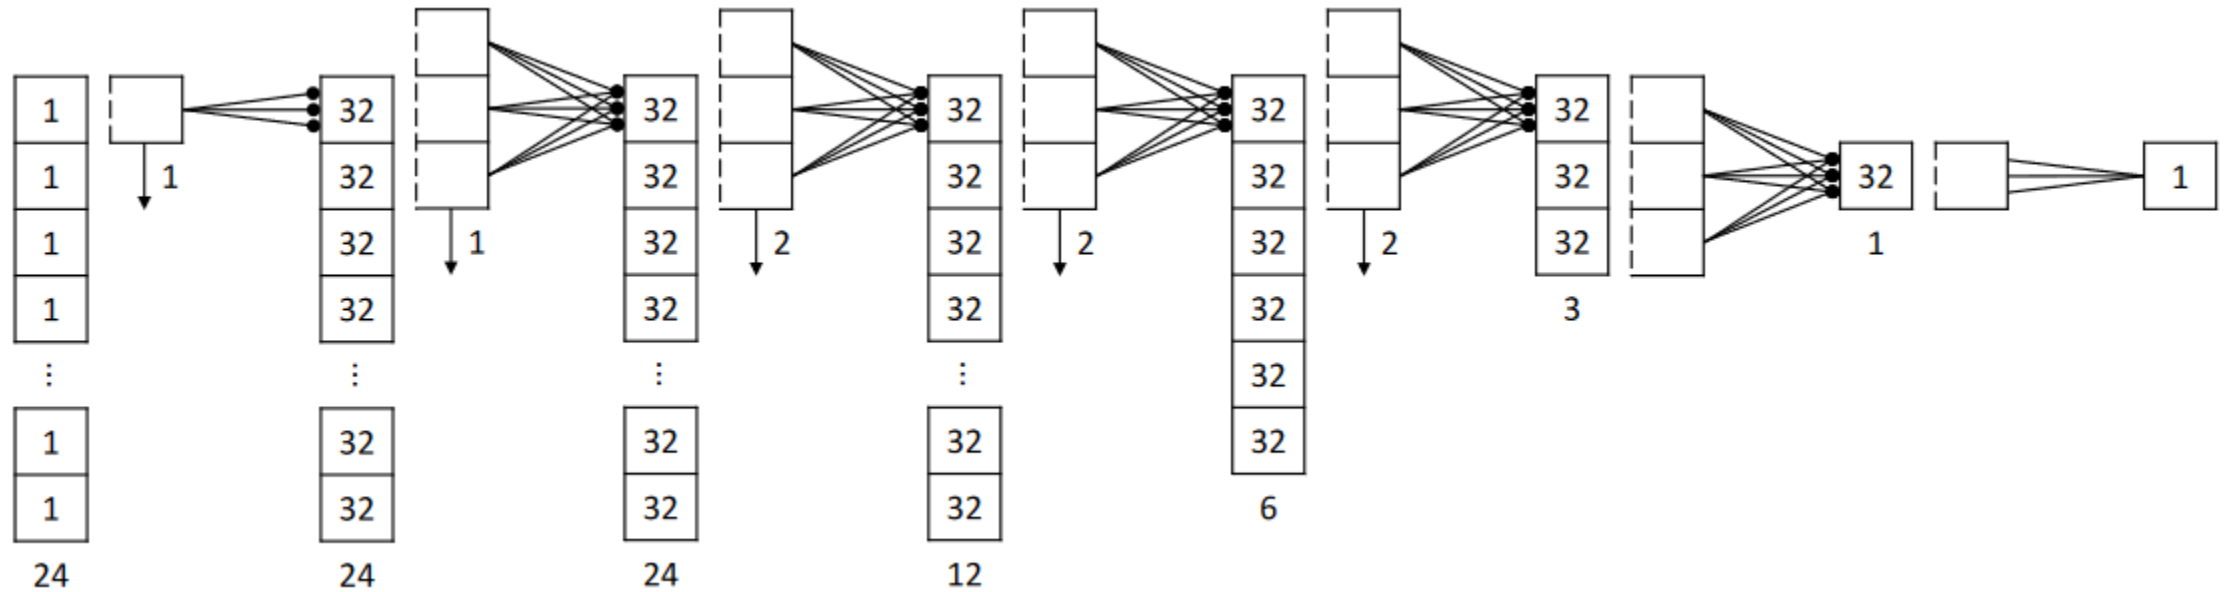 1 32 32 32 32 32 1
1 1 32 1 32 2 32 2 32 2 32 1
1 32 32 32 32 32
1 32 32 32 32 3
⋮ ⋮ ⋮ ⋮ 32
1 32 32 32 32
1 32 32 32 6
24 24 24 12